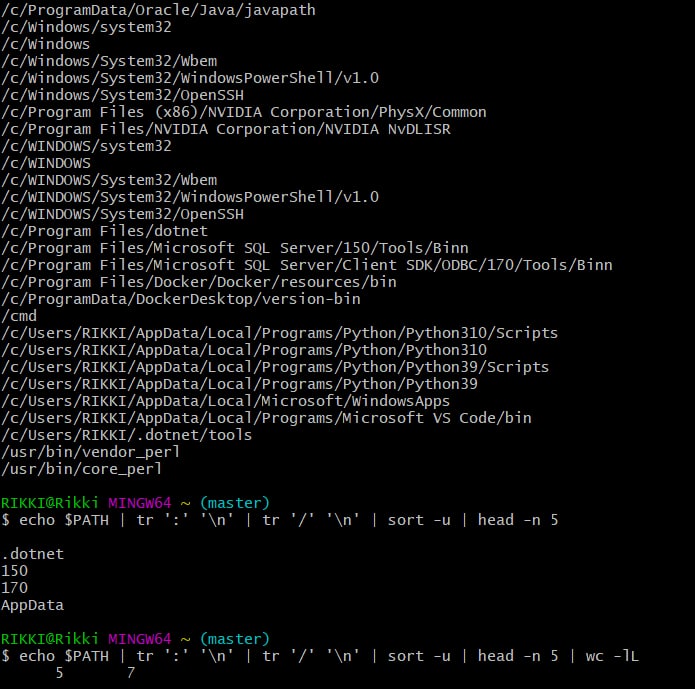 /c/ProgramData/Oracle/Java/javapath
/c/Windows/system32
/c/Windows
/c/Windows/System32/Wbem
/c/Windows/System32/WindowsPowerShell/v1.0
/c/Windows/System32/OpenSSH
/c/Program Files (x86)/NVIDIA Corporation/PhysX/Common
/c/Program Files/NVIDIA Corporation/NVIDIA NvDLISR
/c/WINDOWS/system32
/c/WINDOWS
/c/WINDOWS/System32/Wbem
/c/WINDOWS/System32/WindowsPowerShell/v1.0
/c/WINDOWS/System32/OpenSSH
/c/Program Files/dotnet
/c/Program Files/Microsoft SQL Server/150/Tools/Binn
/c/Program Files/Microsoft SQL Server/Client SDK/ODBC/170/Tools/Binn
/c/Program Files/Docker/Docker/resources/bin
/c/ProgramData/DockerDesktop/version-bin
/cmd
/c/Users/RIKKI/AppData/Local/Programs/Python/Python310/Scripts
/c/Users/RIKKI/AppData/Local/Programs/Python/Python310
/c/Users/RIKKI/AppData/Local/Programs/Python/Python39/Scripts
/c/Users/RIKKI/AppData/Local/Programs/Python/Python39
/c/Users/RIKKI/AppData/Local/Microsoft/WindowsApps
/c/Users/RIKKI/AppData/Local/Programs/Microsoft VS Code/bin
/c/Users/RIKKI/.dotnet/tools
/usr/bin/vendor_perl
/usr/bin/core_perl
RIKKI@Rikki MINGW64 ~ (master)
$ echo $PATH | tr ':' '\n' | tr '/' '\n' | sort -u | head -n 5
.dotnet
150
170
AppData
RIKKI@Rikki MINGW64 ~ (master)
$ echo $PATH | tr ':' '\n' | tr '/' '\n' | sort -u | head -n 5 | wc -lL
5 7